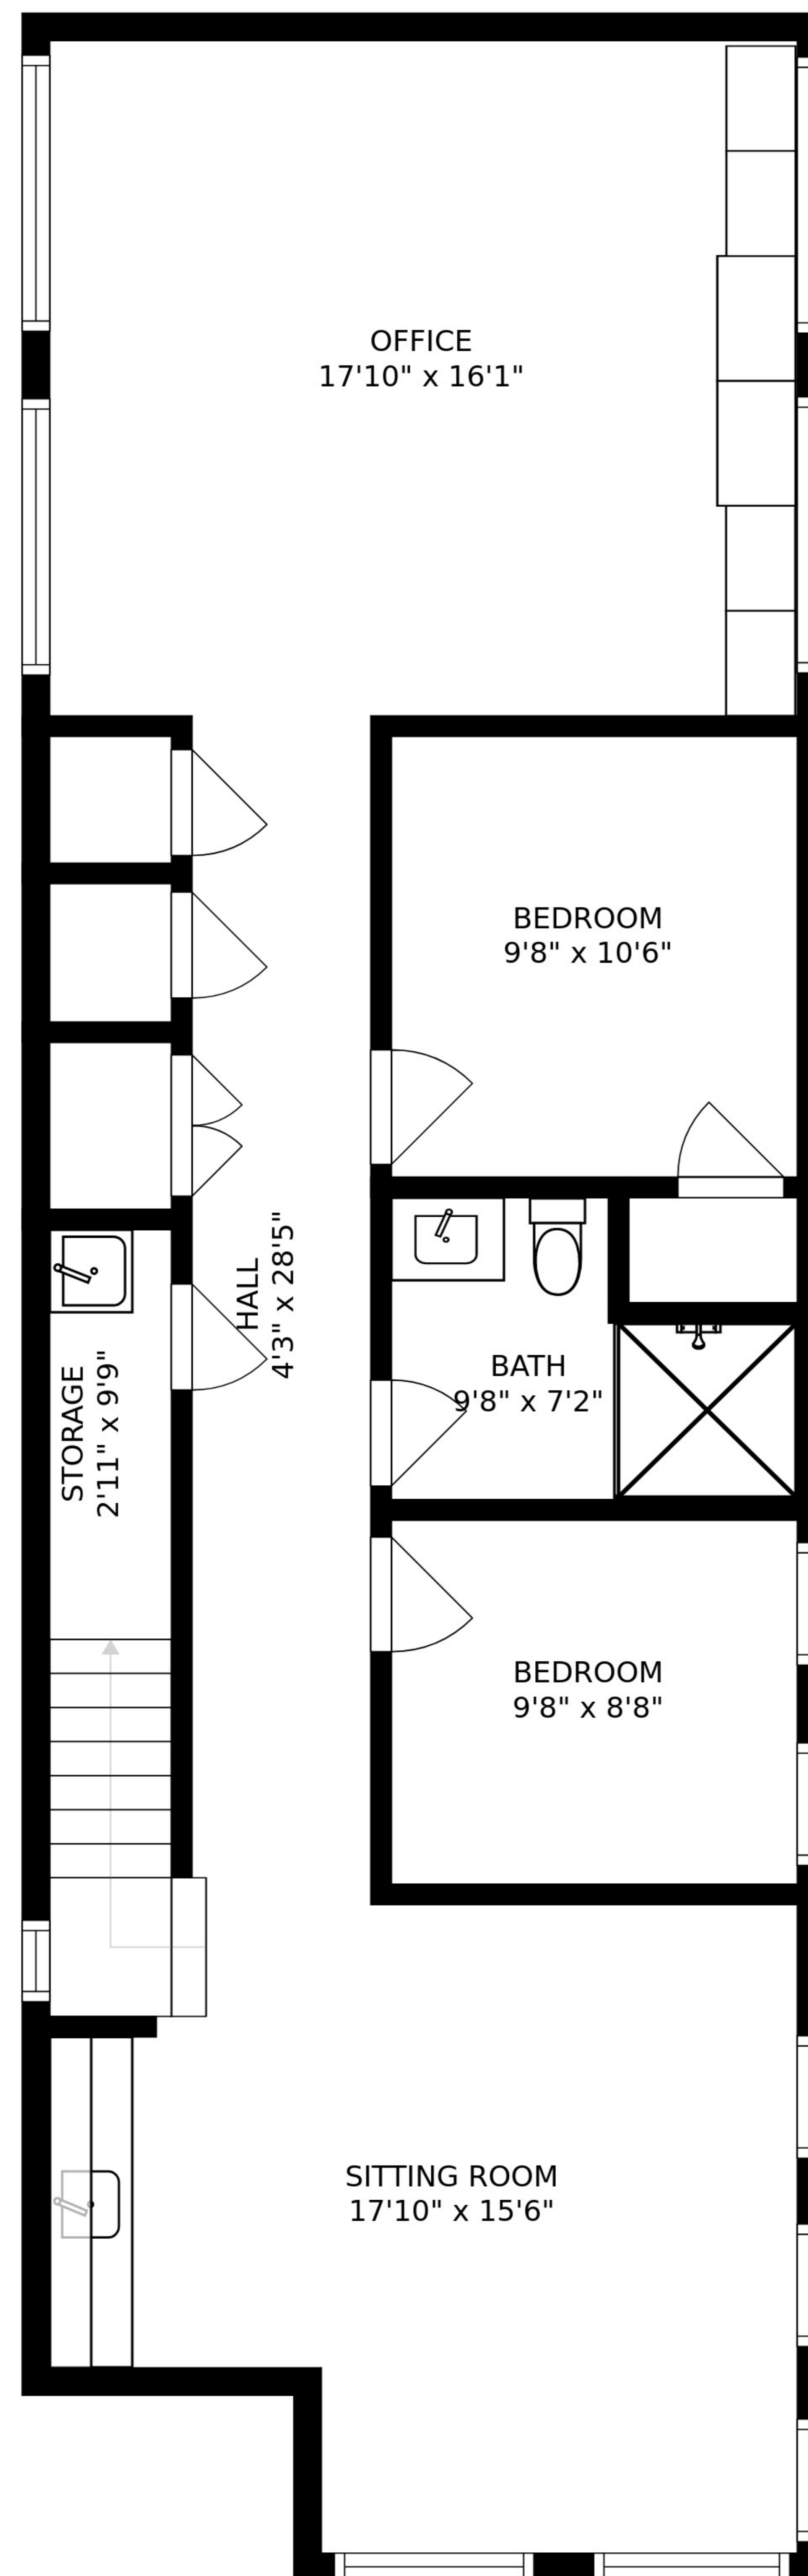 OFFICE
17'10" x 16'1"
BEDROOM
9'8" x 10'6"
HALL
4'3" x 28'5"
STORAGE
2'11" x 9'9"
BATH
9'8" x 7'2"
BEDROOM
9'8" x 8'8"
SITTING ROOM
17'10" x 15'6"